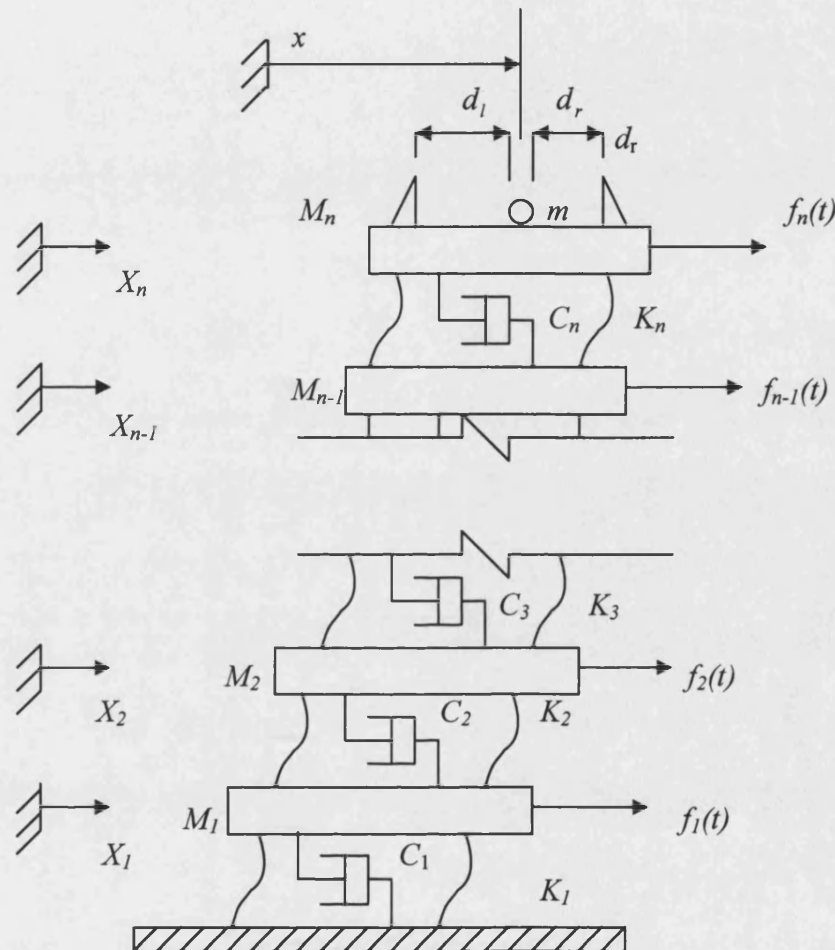 x
d_l d_r
d_r
M_n m f_n(t)
X_n C_n K_n
M_{n-1} f_{n-1}(t)
X_{n-1}
C_3 K_3
M_2 f_2(t)
X_2 C_2 K_2
M_1 f_1(t)
X_1 C_1 K_1